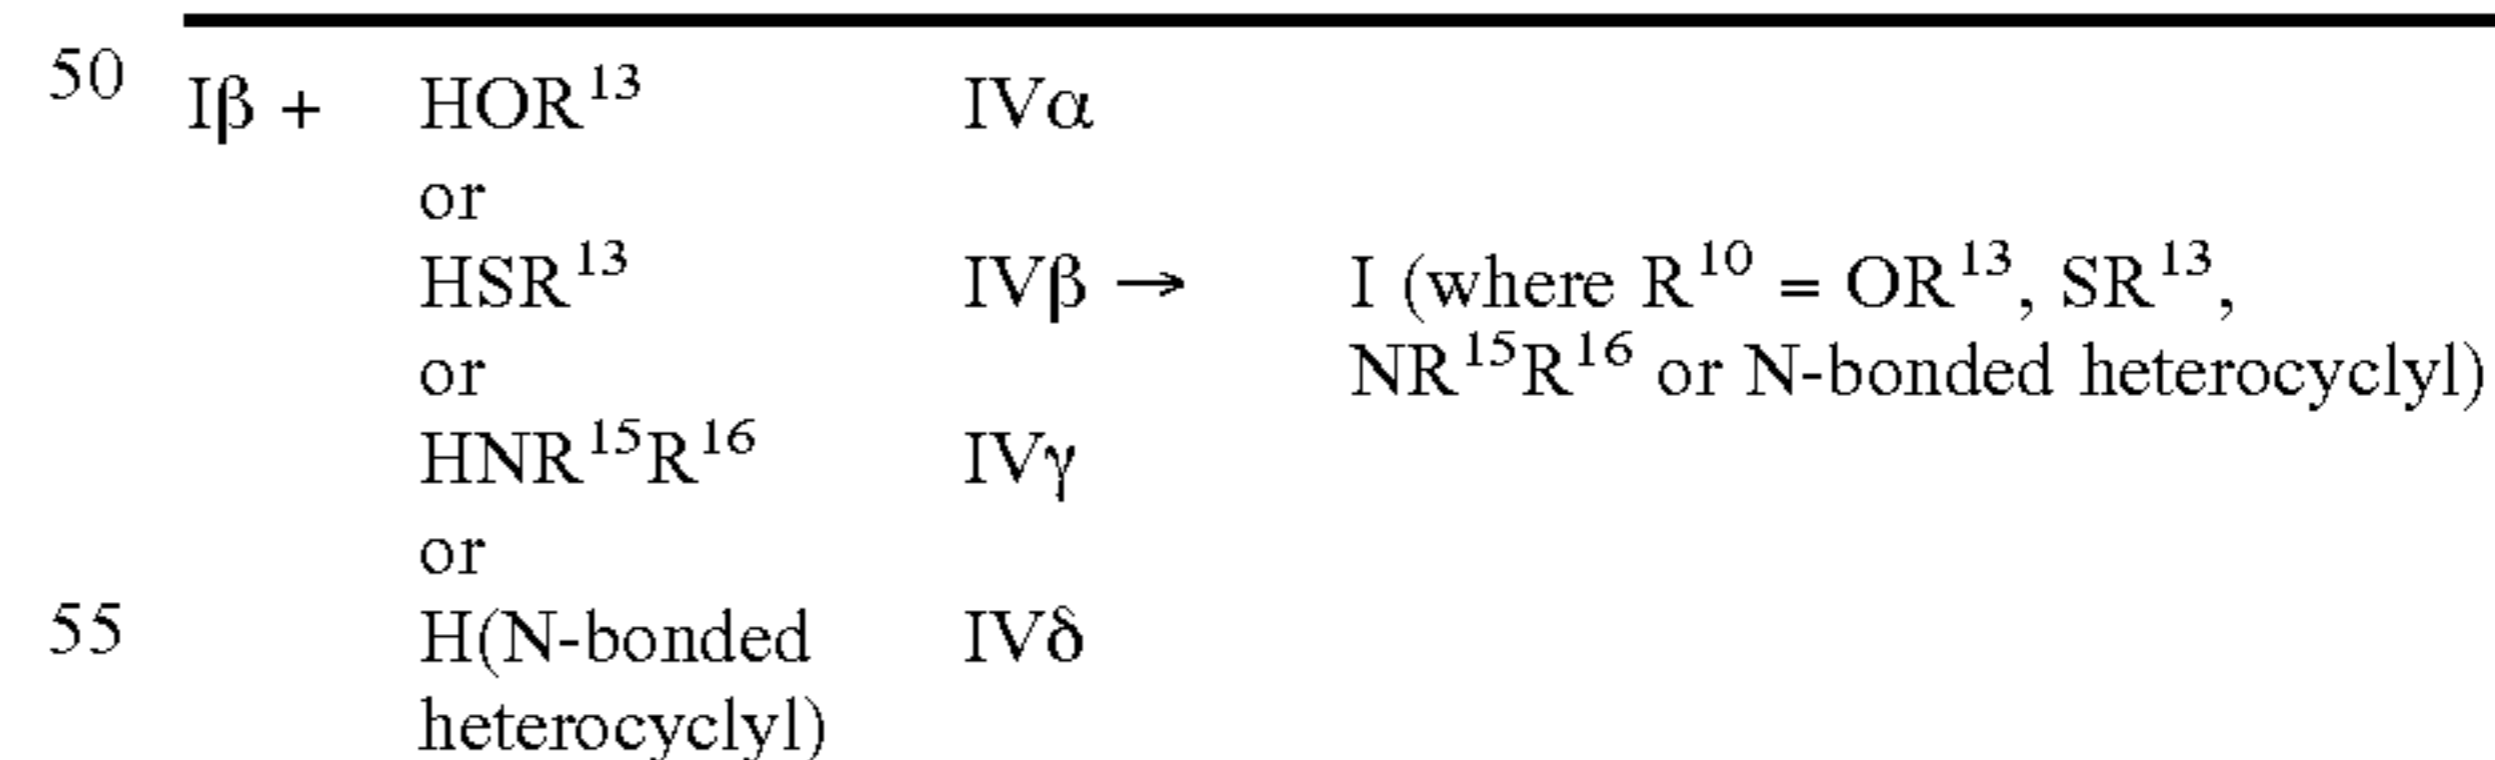 50 Iβ + HOR¹³ IVα
or
HSR¹³ IVβ → I (where R¹⁰ = OR¹³, SR¹³,
or NR¹⁵R¹⁶ or N-bonded heterocyclyl)
HNR¹⁵R¹⁶ IVγ
or
55 H(N-bonded IVδ
heterocyclyl)